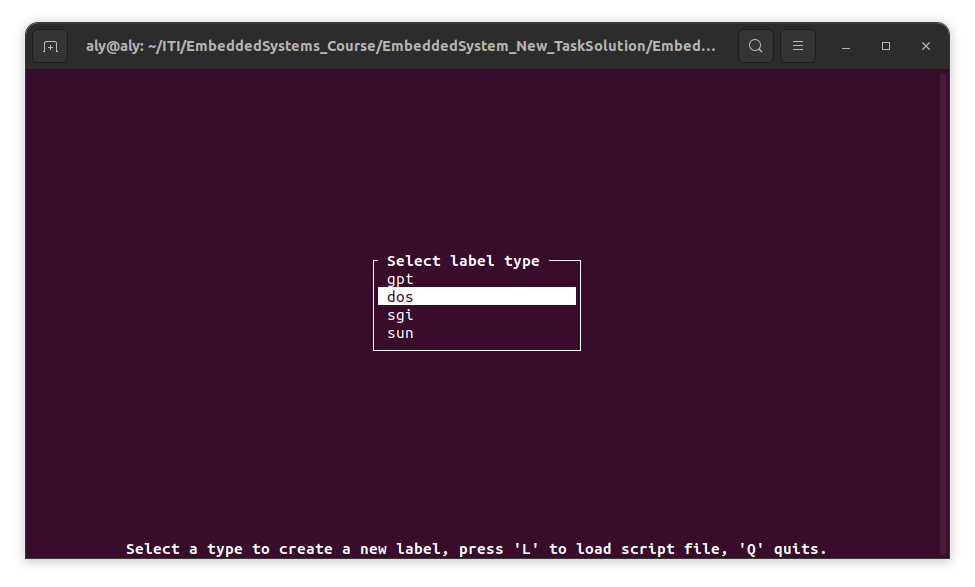 aly@aly: ~/ITI/EmbeddedSystems_Course/EmbeddedSystem_New_TaskSolution/Embed...
Select label type
gpt
dos
sgi
sun
Select a type to create a new label, press 'L' to load script file, 'Q' quits.